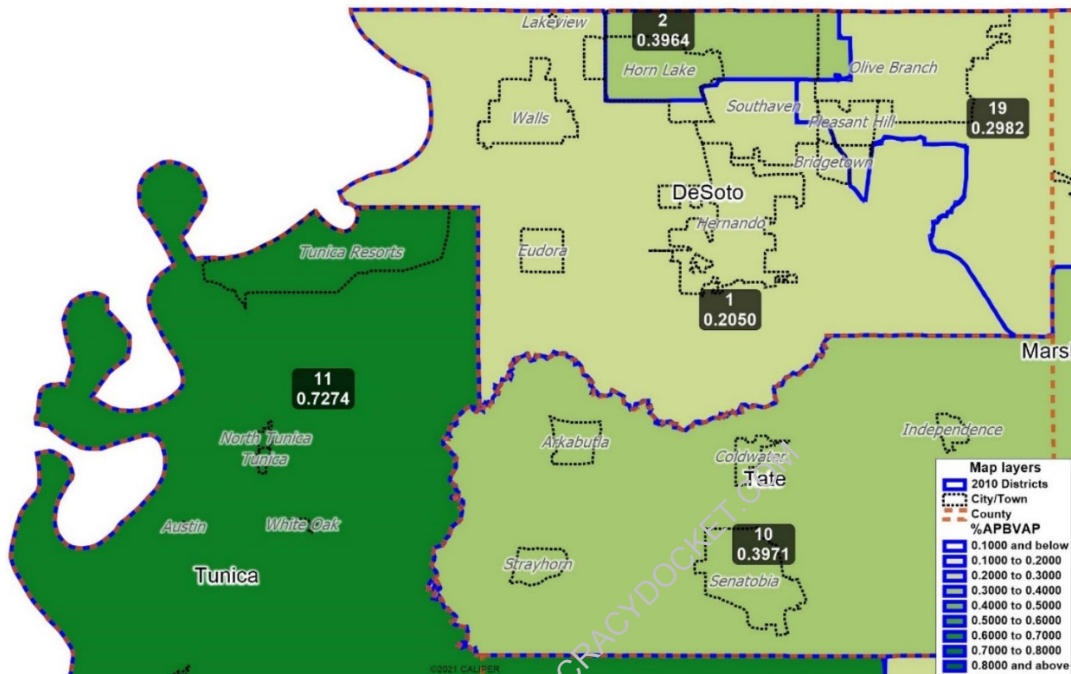 Lakeview
2
0.3964
Horn Lake
Olive Branch
Walls
Southaven
19
0.2982
Pleasant Hill
Bridgetown
DeSoto
Hernando
Tunica Resorts
Eudora
1
0.2050
11
0.7274
North Tunica
Tunica
Arkabutla
Coldwater
Independence
Tate
Austin
White Oak
Tunica
10
0.3971
Strayhorn
Senatobia
CRACYDOCKET.COM
©2021 CALIPER
Map layers
2010 Districts
City/Town
County
%APBVAP
0.1000 and below
0.1000 to 0.2000
0.2000 to 0.3000
0.3000 to 0.4000
0.4000 to 0.5000
0.5000 to 0.6000
0.6000 to 0.7000
0.7000 to 0.8000
0.8000 and above